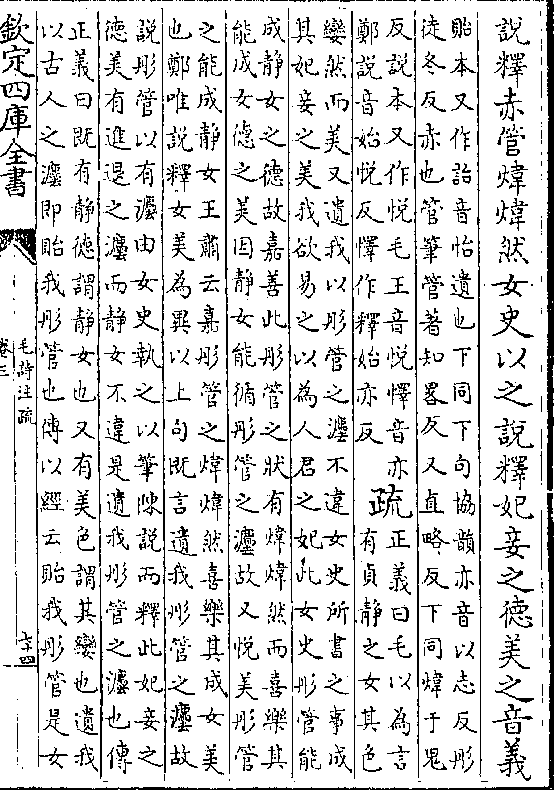 說釋赤管煒煒然女史以之說釋妃妾之德美之音義
貽本又作詒音怡遺也下同下句協韻亦音以志反彤
徒冬反赤也管筆管著知畧反又直略反下同煒于鬼
反說本又作悅毛王音悅懌音亦
鄭說音始悅反懌作釋始亦反
疏
正義曰毛以為言
有貞靜之女其色
孌然而美又遺我以彤管之灋不違女史所書之事成
其妃妾之美我欲易之以為人君之妃此女史彤管能
成靜女之德故嘉善此彤管之狀有煒煒然而喜樂其
能成女德之美因靜女能循彤管之灋故又悅美彤管
之能成靜女王肅云嘉彤管之煒煒然喜樂其成女美
也鄭唯說釋女美為異以上句既言遺我彤管之灋故
說彤管以有灋由女史執之以筆陳說而釋此妃妾之
德美有進退之灋而靜女不違是遺我彤管之灋也傳
正義曰既有靜德謂靜女也又有美色謂其孌也遺我
以古人之灋即貽我彤管也傳以經云貽我彤管是女
欽定四庫全書
毛詩注疏
卷三
七十四